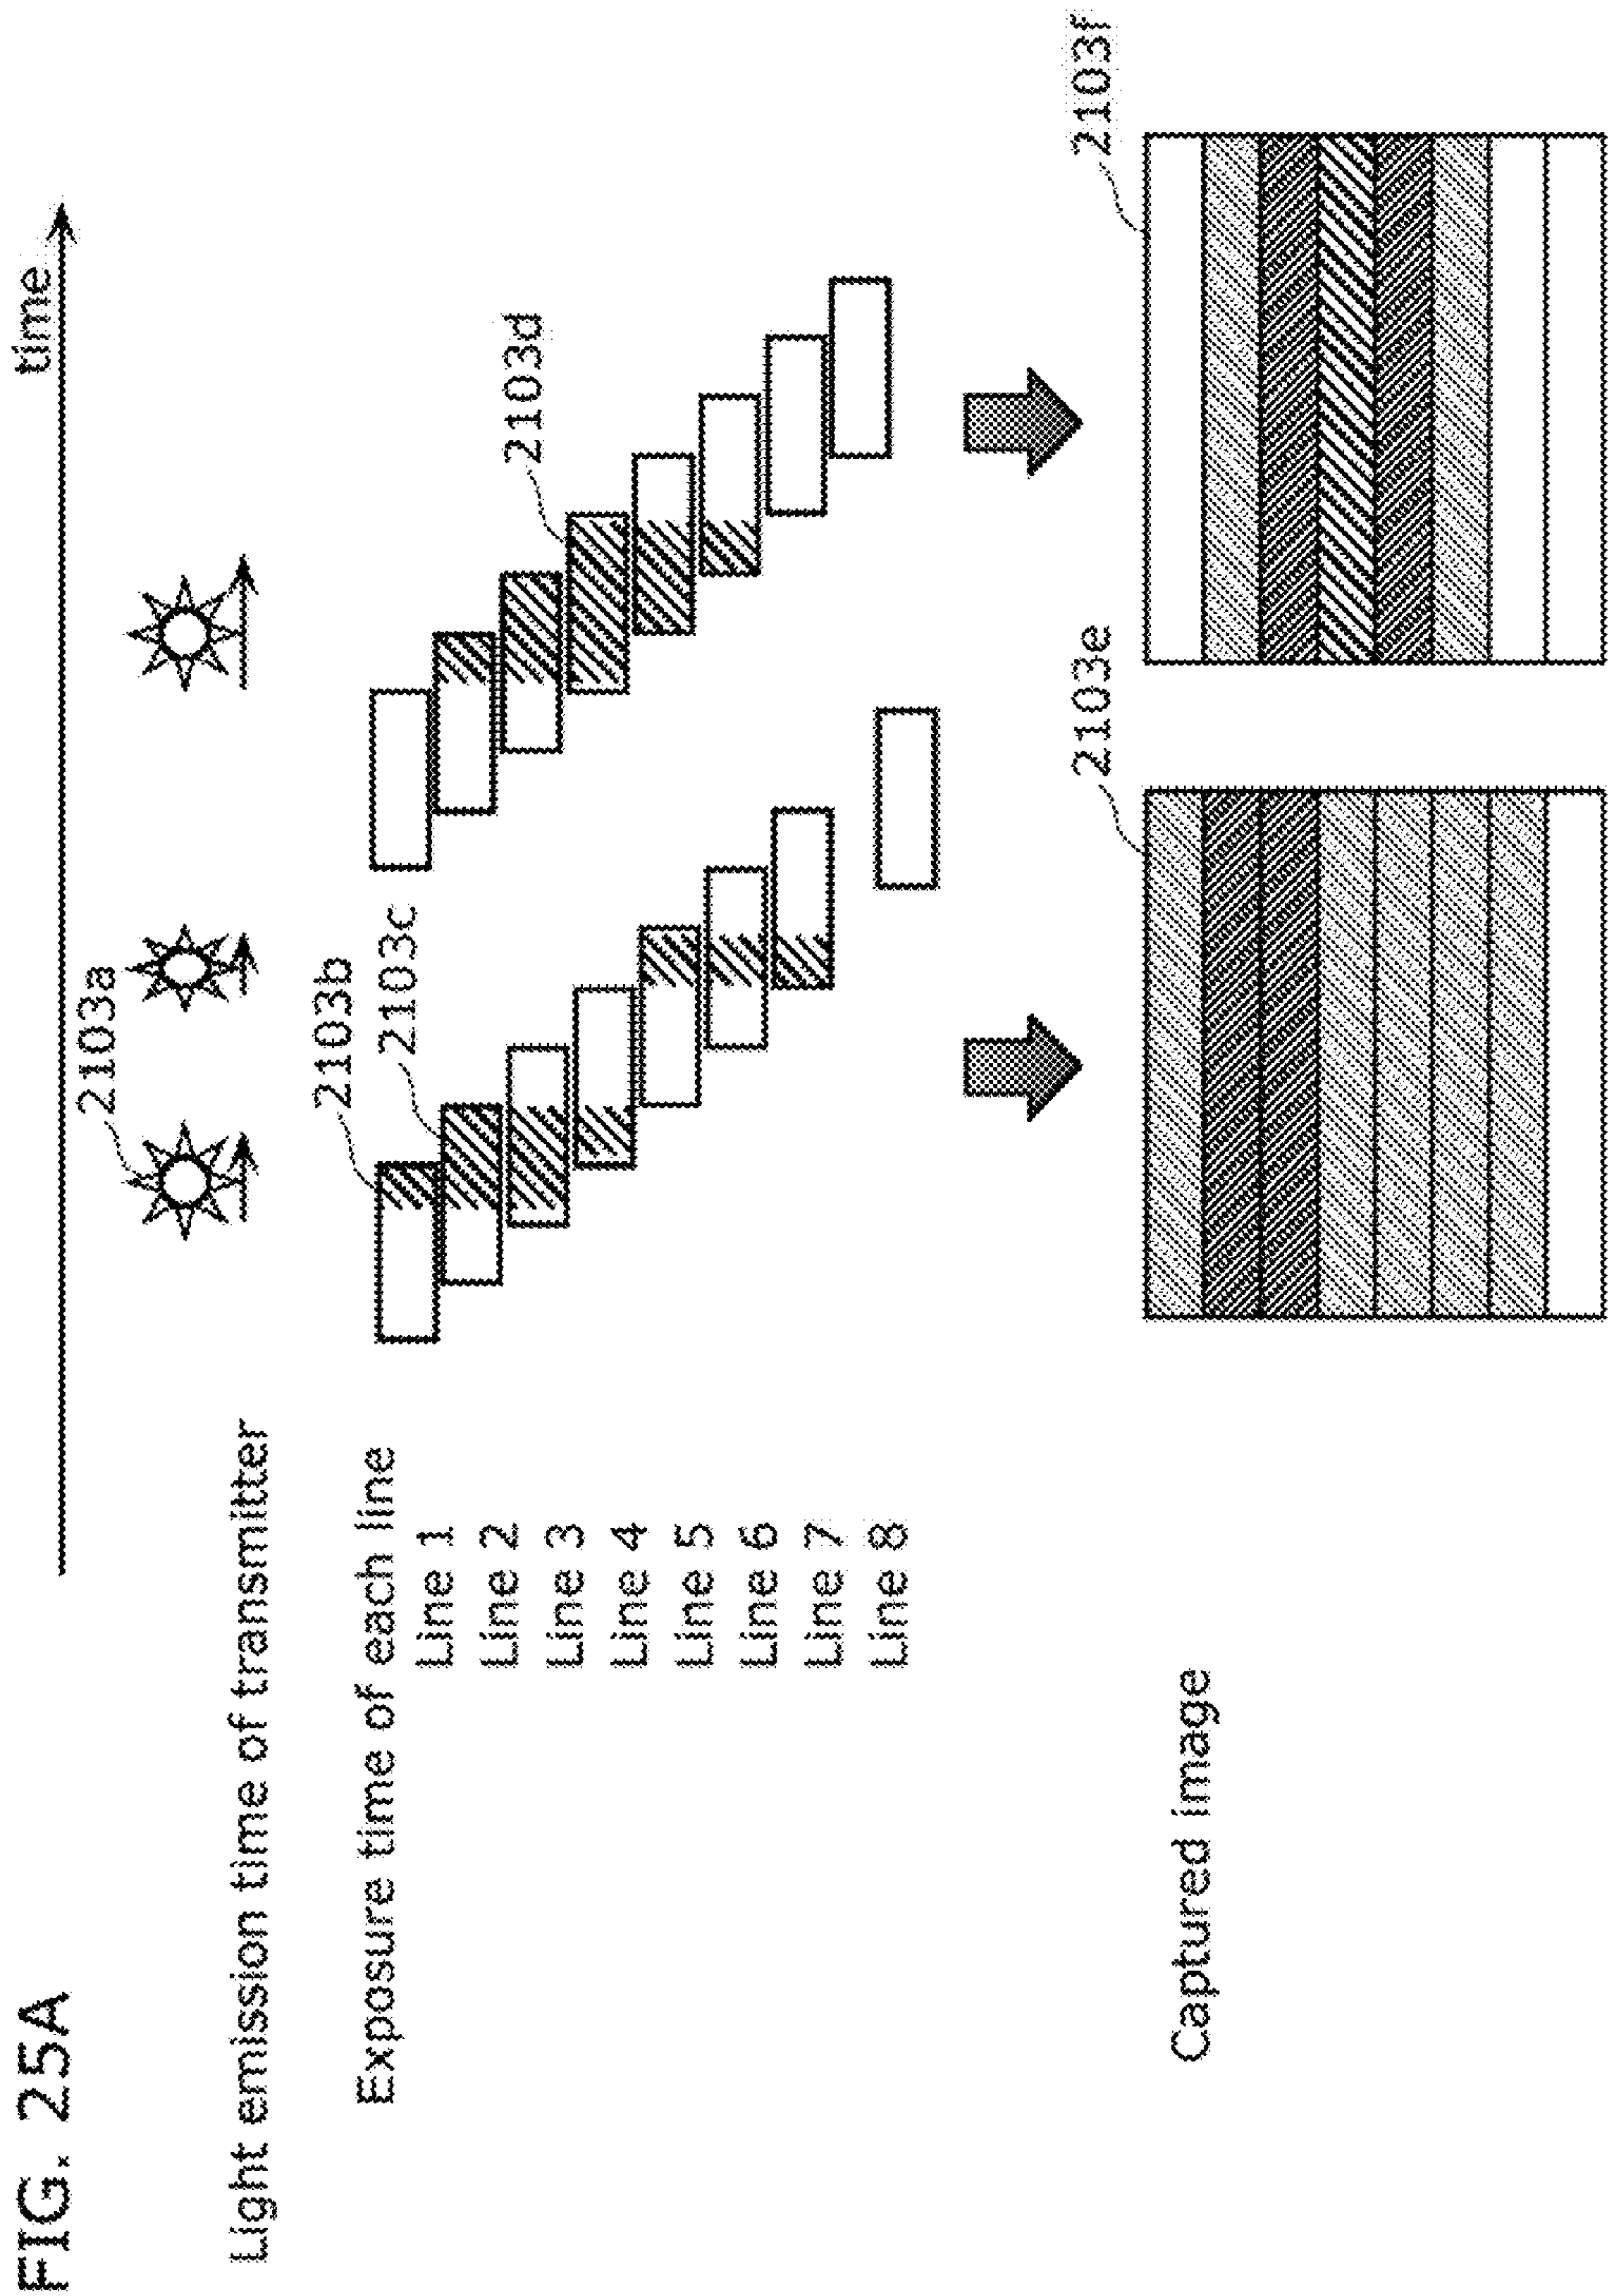 FIG. 25A
time
2103a
Light emission time of transmitter
2103b
2103c
2103d
Exposure time of each line
Line 1
Line 2
Line 3
Line 4
Line 5
Line 6
Line 7
Line 8
2103e
2103f
Captured image